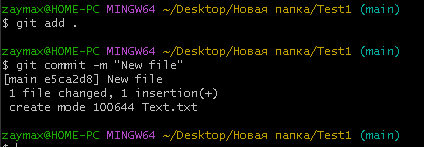 zaymax@HOME-PC MINGW64 ~/Desktop/Новая папка/Test1 (main)
$ git add .
zaymax@HOME-PC MINGW64 ~/Desktop/Новая папка/Test1 (main)
$ git commit -m "New file"
[main e5ca2d8] New file
1 file changed, 1 insertion(+)
create mode 100644 Text.txt
zaymax@HOME-PC MINGW64 ~/Desktop/Новая папка/Test1 (main)